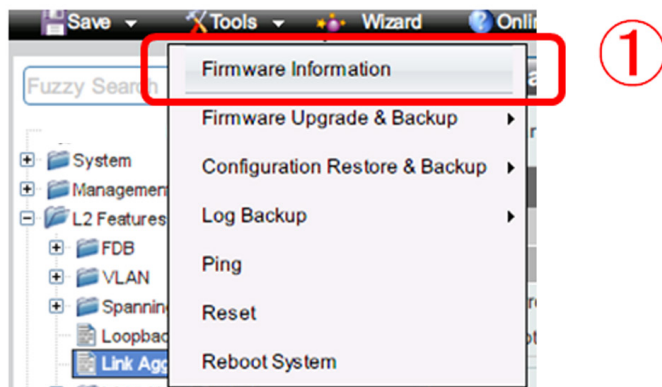 Save Tools Wizard Onli
①
Firmware Information
Fuzzy Search
Firmware Upgrade & Backup
System
Configuration Restore & Backup
Managemen
L2 Features
Log Backup
FDB
Ping
VLAN
Spannin
Reset
Loopbac
Link Agg
Reboot System